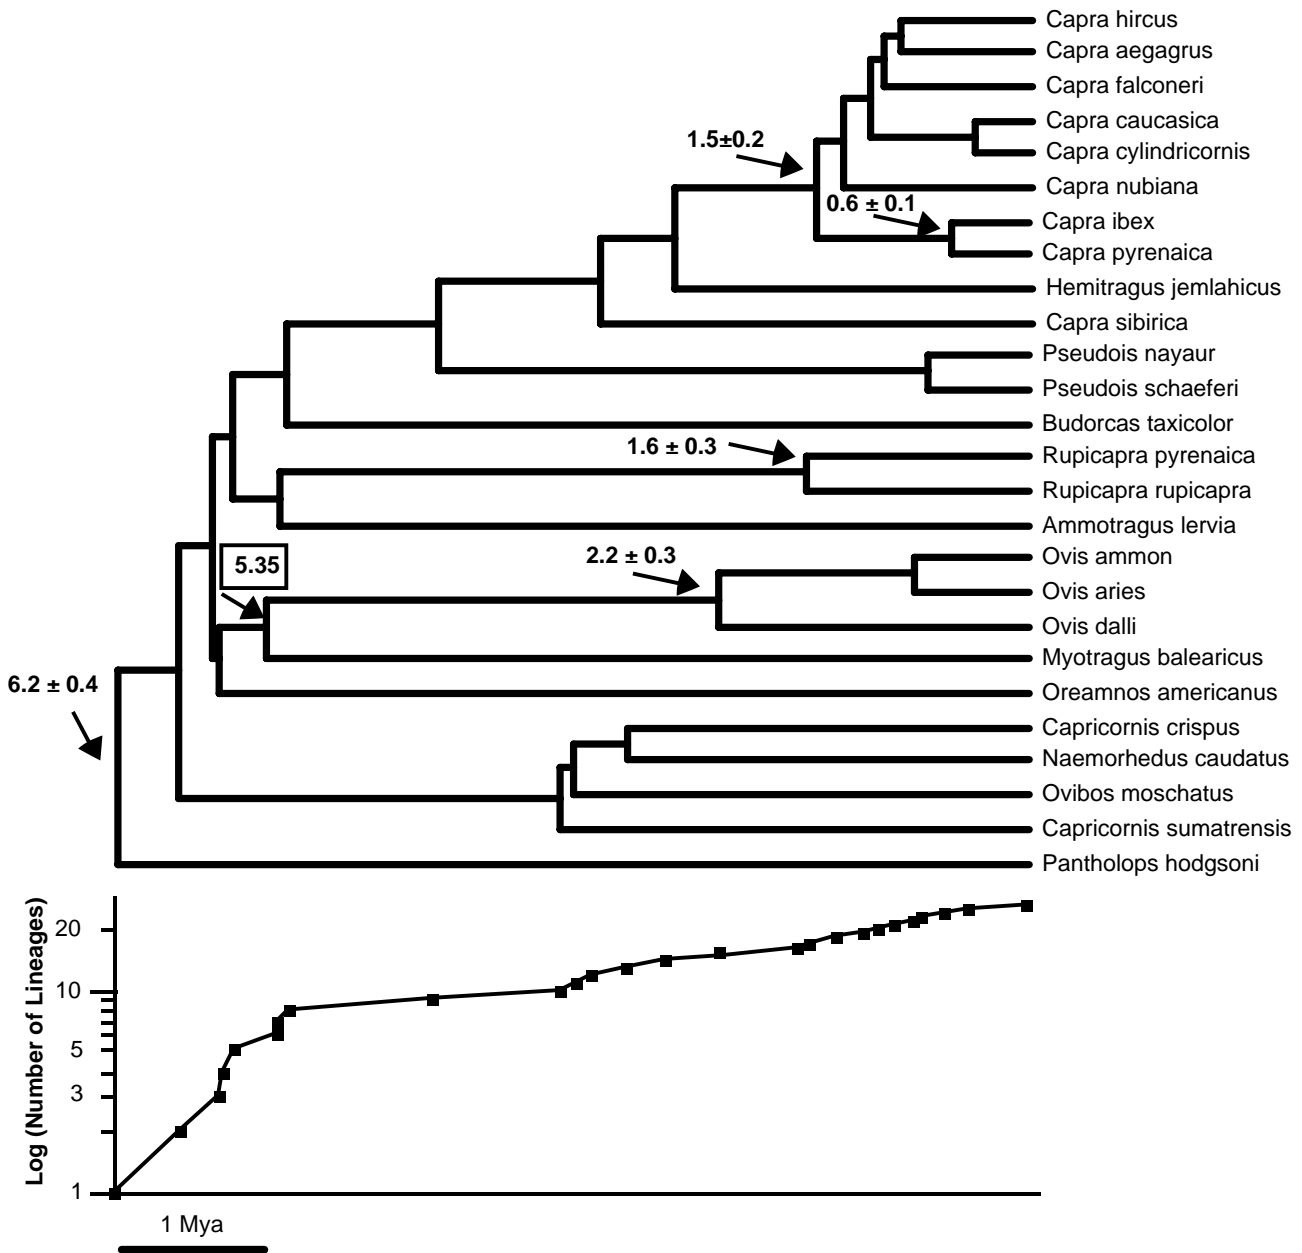 Capra hircus
Capra aegagrus
Capra falconeri
Capra caucasica
1.5±0.2
Capra cylindricornis
Capra nubiana
0.6 ± 0.1
Capra ibex
Capra pyrenaica
Hemitragus jemlahicus
Capra sibirica
Pseudois nayaur
Pseudois schaeferi
Budorcas taxicolor
1.6 ± 0.3
Rupicapra pyrenaica
Rupicapra rupicapra
Ammotragus lervia
5.35
2.2 ± 0.3
Ovis ammon
Ovis aries
Ovis dalli
Myotragus balearicus
6.2 ± 0.4
Oreamnos americanus
Capricornis crispus
Naemorhedus caudatus
Ovibos moschatus
Capricornis sumatrensis
Pantholops hodgsoni
Log (Number of Lineages)
20
10
5
3
1
1 Mya